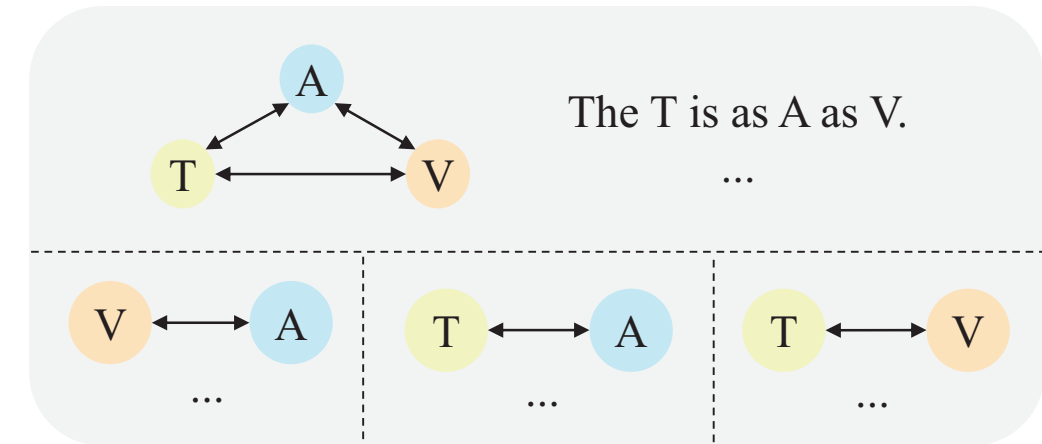 A
The T is as A as V.
T V
...
V A
T A
T V
...
...
...